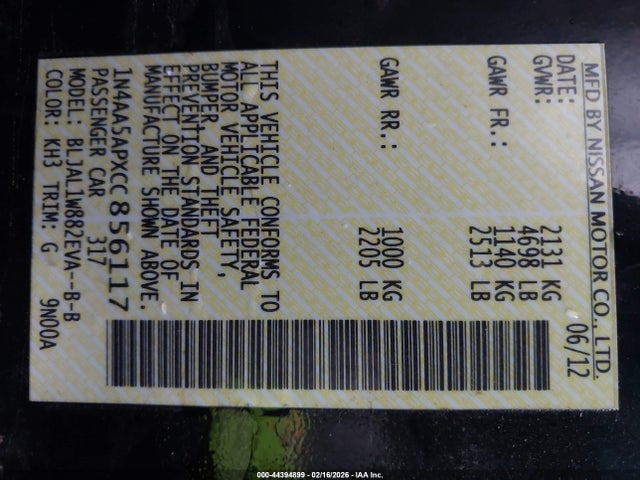 MFD BY NISSAN MOTOR CO., LTD.
DATE: 06/12
GVWR: 2131 KG
4698 LB
GAWR FR.: 1140 KG
2513 LB
GAWR RR.: 1000 KG
2205 LB
THIS VEHICLE CONFORMS TO
ALL APPLICABLE FEDERAL
MOTOR VEHICLE SAFETY,
BUMPER, AND THEFT
PREVENTION STANDARDS IN
EFFECT ON THE DATE OF
MANUFACTURE SHOWN ABOVE.
1N4AA5APXCC856117
PASSENGER CAR 317
MODEL: BLJAL1W882EVA--B-B
COLOR: KH3 TRIM: G 9N00A
000-44394899 - 02/16/2026 - IAA Inc.